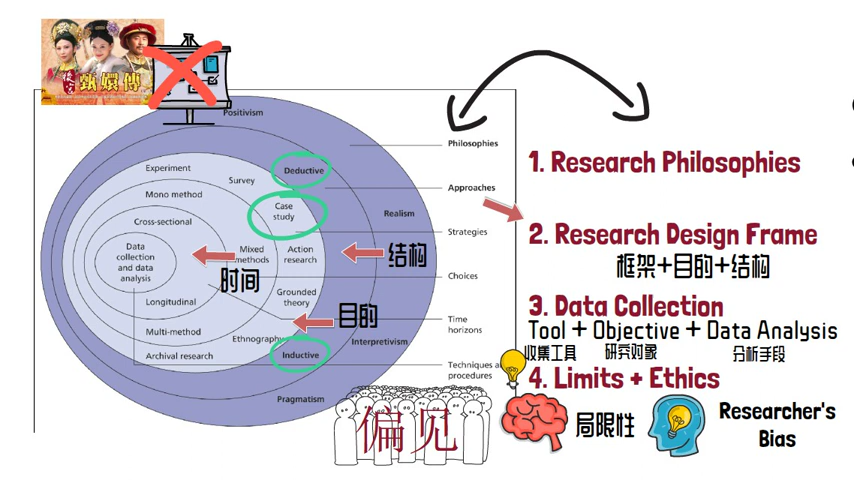 後宮
甄嬛傳
Positivism
Philosophies
Experiment
Survey
Deductive
Approaches
Mono method
Case
study
Realism
Cross-sectional
Strategies
Data
collection
and data
analysis
Mixed
methods
Action
research
结构
时间
Choices
Grounded
theory
Longitudinal
目的
Time
horizons
Multi-method
Ethnography
Interpretivism
Archival research
Inductive
Techniques a
procedures
Pragmatism
偏见
1. Research Philosophies
2. Research Design Frame
框架+目的+结构
3. Data Collection
Tool + Objective + Data Analysis
收集工具 研究对象 分析手段
4. Limits + Ethics
局限性
Researcher's
Bias